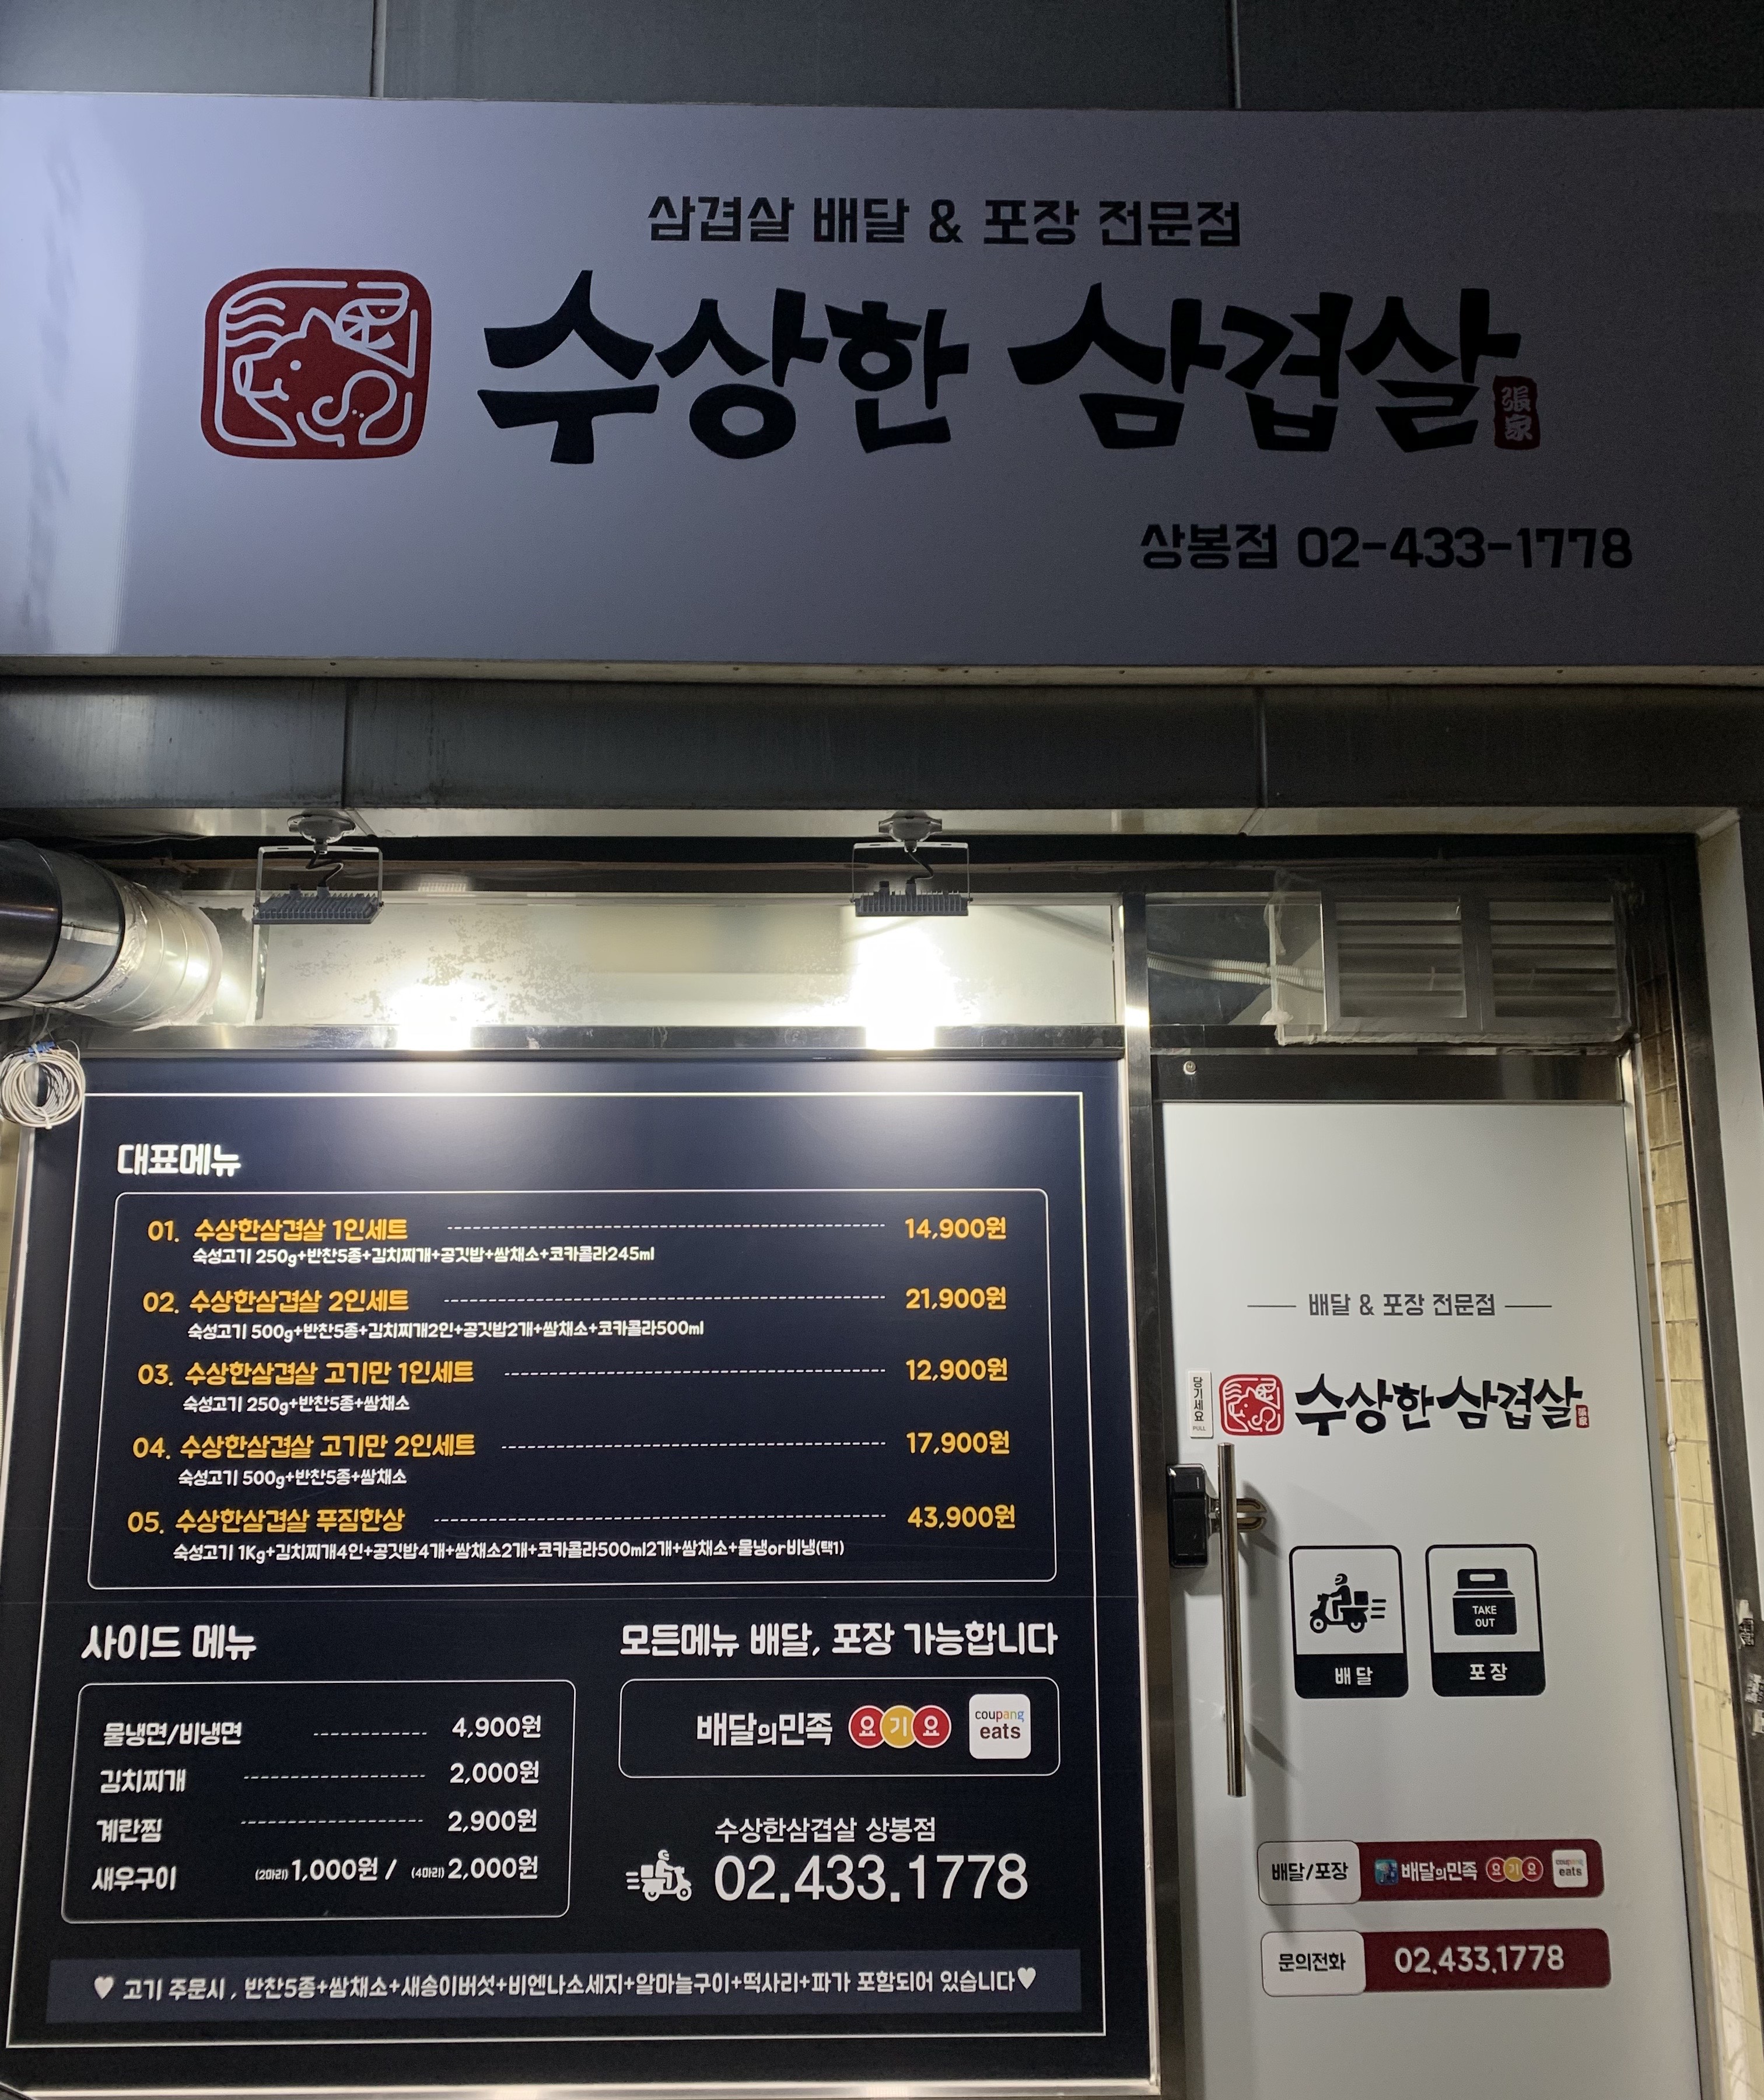 삼겹살 배달 & 포장 전문점
수상한 삼겹살
張家
상봉점 02-433-1778
대표메뉴
01. 수상한삼겹살 1인세트 14,900원
숙성고기 250g+반찬5종+김치찌개+공깃밥+쌈채소+코카콜라245ml
02. 수상한삼겹살 2인세트 21,900원
숙성고기 500g+반찬5종+김치찌개2인+공깃밥2개+쌈채소+코카콜라500ml
03. 수상한삼겹살 고기만 1인세트 12,900원
숙성고기 250g+반찬5종+쌈채소
04. 수상한삼겹살 고기만 2인세트 17,900원
숙성고기 500g+반찬5종+쌈채소
05. 수상한삼겹살 푸짐한상 43,900원
숙성고기 1Kg+김치찌개4인+공깃밥4개+쌈채소2개+코카콜라500ml2개+쌈채소+물냉or비냉(택1)
사이드 메뉴
물냉면/비냉면 4,900원
김치찌개 2,000원
계란찜 2,900원
새우구이 (2마리)1,000원 / (4마리)2,000원
모든메뉴 배달, 포장 가능합니다
배달의민족 요기요 coupang eats
수상한삼겹살 상봉점
02.433.1778
♥ 고기 주문시, 반찬5종+쌈채소+새송이버섯+비엔나소세지+알마늘구이+떡사리+파가 포함되어 있습니다♥
배달 & 포장 전문점
당기세요
PULL
수상한삼겹살
張家
TAKE OUT
배달 포장
배달/포장 배달의민족 요기요 coupang eats
문의전화 02.433.1778